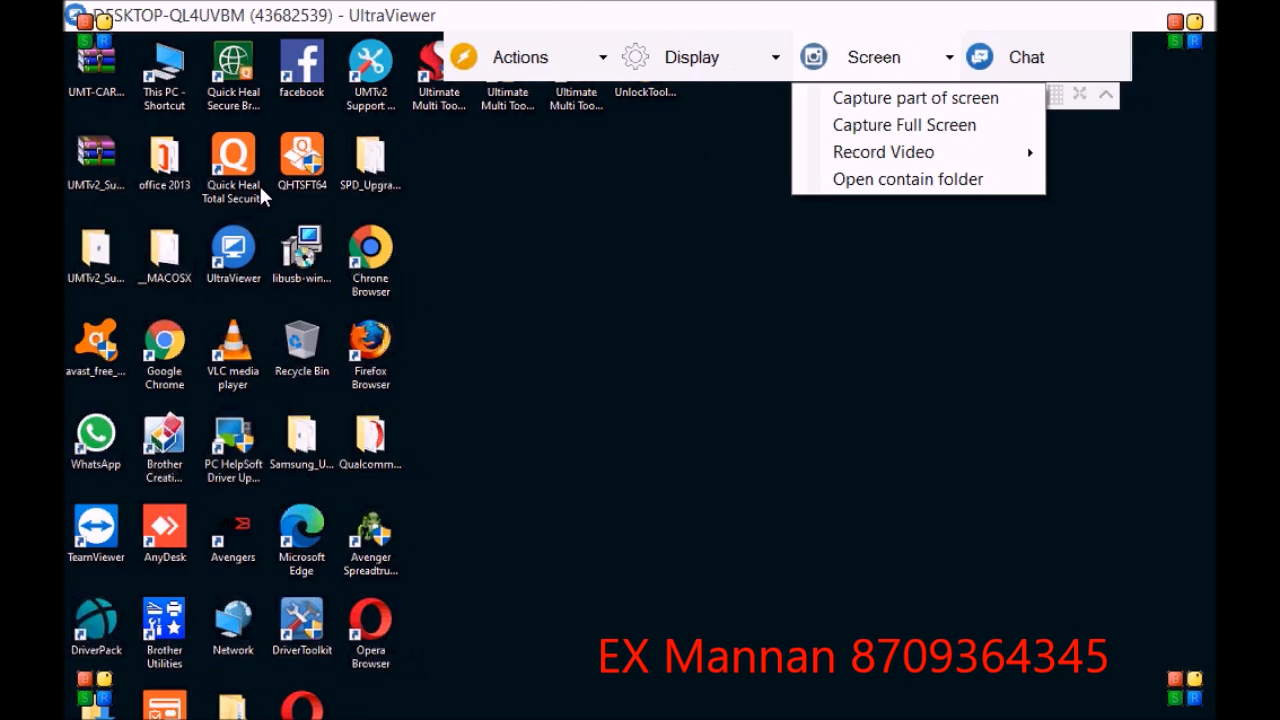 DESKTOP-QL4UVBM (43682539) - UltraViewer
Actions
Display
Screen
Chat
Capture part of screen
Capture Full Screen
Record Video
Open contain folder
UMT-CAR...
This PC -
Shortcut
Quick Heal
Secure Br...
facebook
UMTv2
Support ...
Ultimate
Multi Too...
Ultimate
Multi Too...
Ultimate
Multi Too...
UnlockTool...
UMTv2_Su...
office 2013
Quick Heal
Total Securit
QHTSFT64
SPD_Upgra...
UMTv2_Su...
__MACOSX
UltraViewer
libusb-win...
Chrome
Browser
avast_free_...
Google
Chrome
VLC media
player
Recycle Bin
Firefox
Browser
WhatsApp
Brother
Creati...
PC HelpSoft
Driver Up...
Samsung_U...
Qualcomm...
TeamViewer
AnyDesk
Avengers
Microsoft
Edge
Avenger
Spreadtru...
DriverPack
Brother
Utilities
Network
DriverToolkit
Opera
Browser
EX Mannan 8709364345